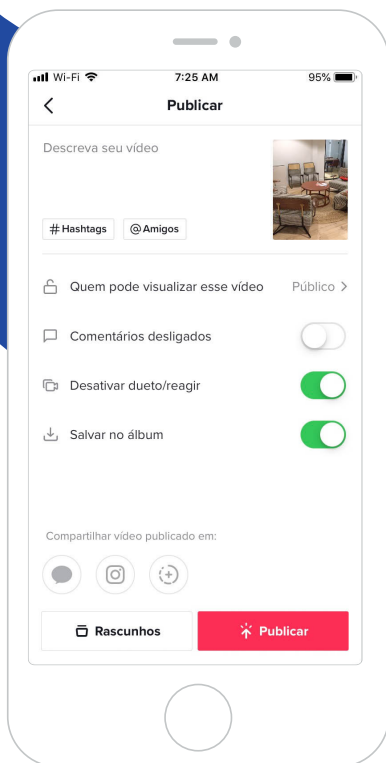 Wi-Fi 7:25 AM 95%
Publicar
Descreva seu vídeo
# Hashtags @ Amigos
Quem pode visualizar esse vídeo Público >
Comentários desligados
Desativar dueto/reagir
Salvar no álbum
Compartilhar vídeo publicado em:
Rascunhos Publicar